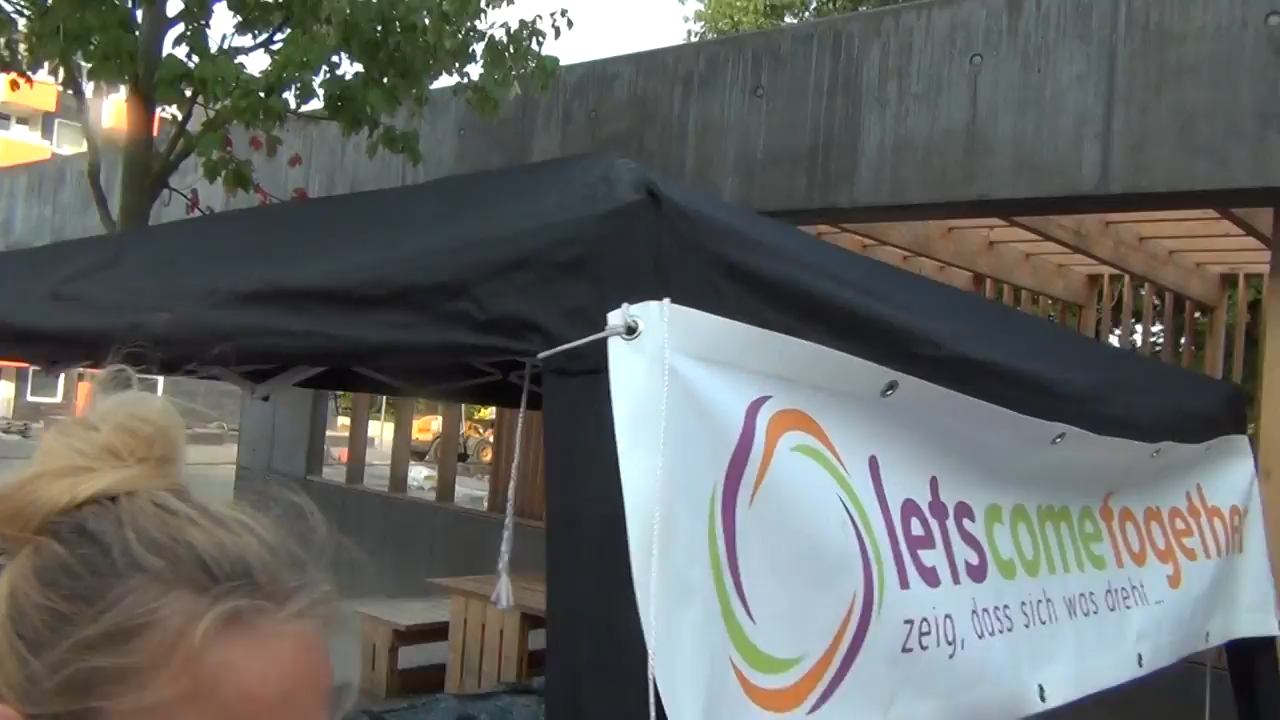 letscometogether
zeig, dass sich was dreht ...